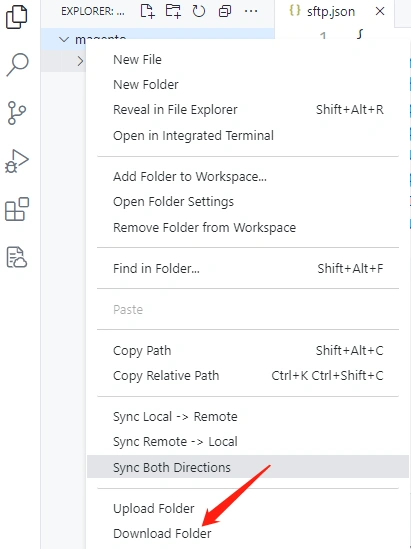 EXPLORER: ...
{} sftp.json
magento
1 {
New File
New Folder
Reveal in File Explorer Shift+Alt+R
Open in Integrated Terminal
Add Folder to Workspace...
Open Folder Settings
Remove Folder from Workspace
Find in Folder... Shift+Alt+F
Paste
Copy Path Shift+Alt+C
Copy Relative Path Ctrl+K Ctrl+Shift+C
Sync Local -> Remote
Sync Remote -> Local
Sync Both Directions
Upload Folder
Download Folder